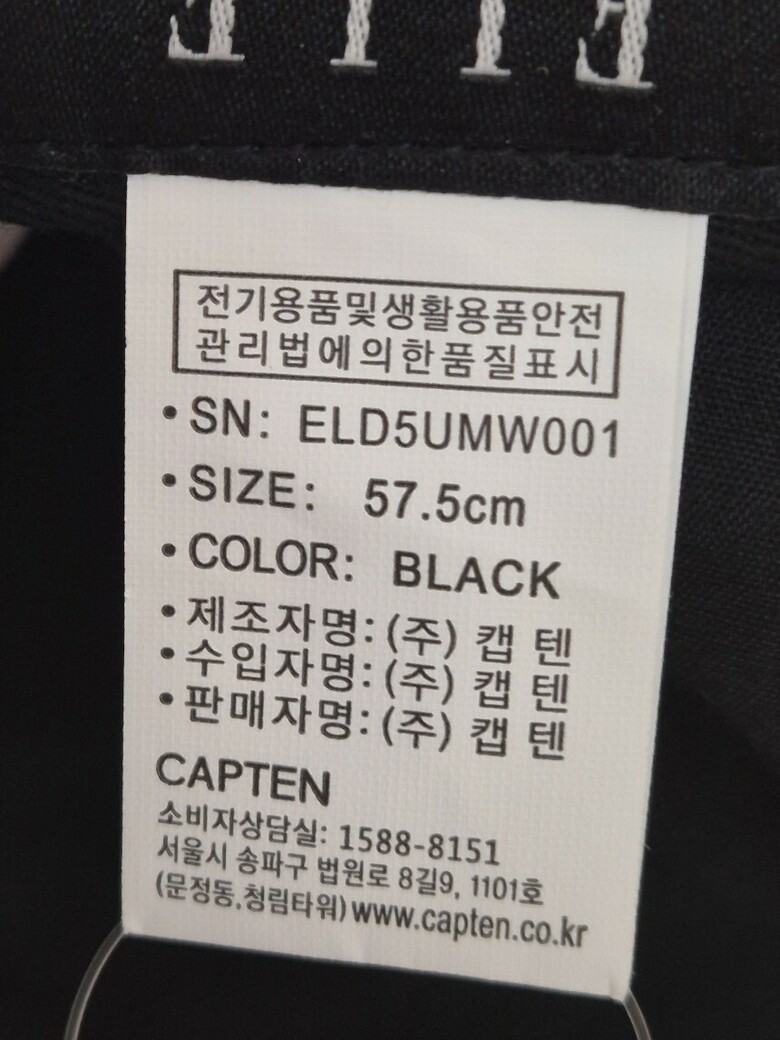 전기용품및생활용품안전
관리법에의한품질표시
• SN: ELD5UMW001
• SIZE: 57.5cm
• COLOR: BLACK
• 제조자명: (주) 캡 텐
• 수입자명: (주) 캡 텐
• 판매자명: (주) 캡 텐
CAPTEN
소비자상담실: 1588-8151
서울시 송파구 법원로 8길9, 1101호
(문정동,청림타워) www.capten.co.kr